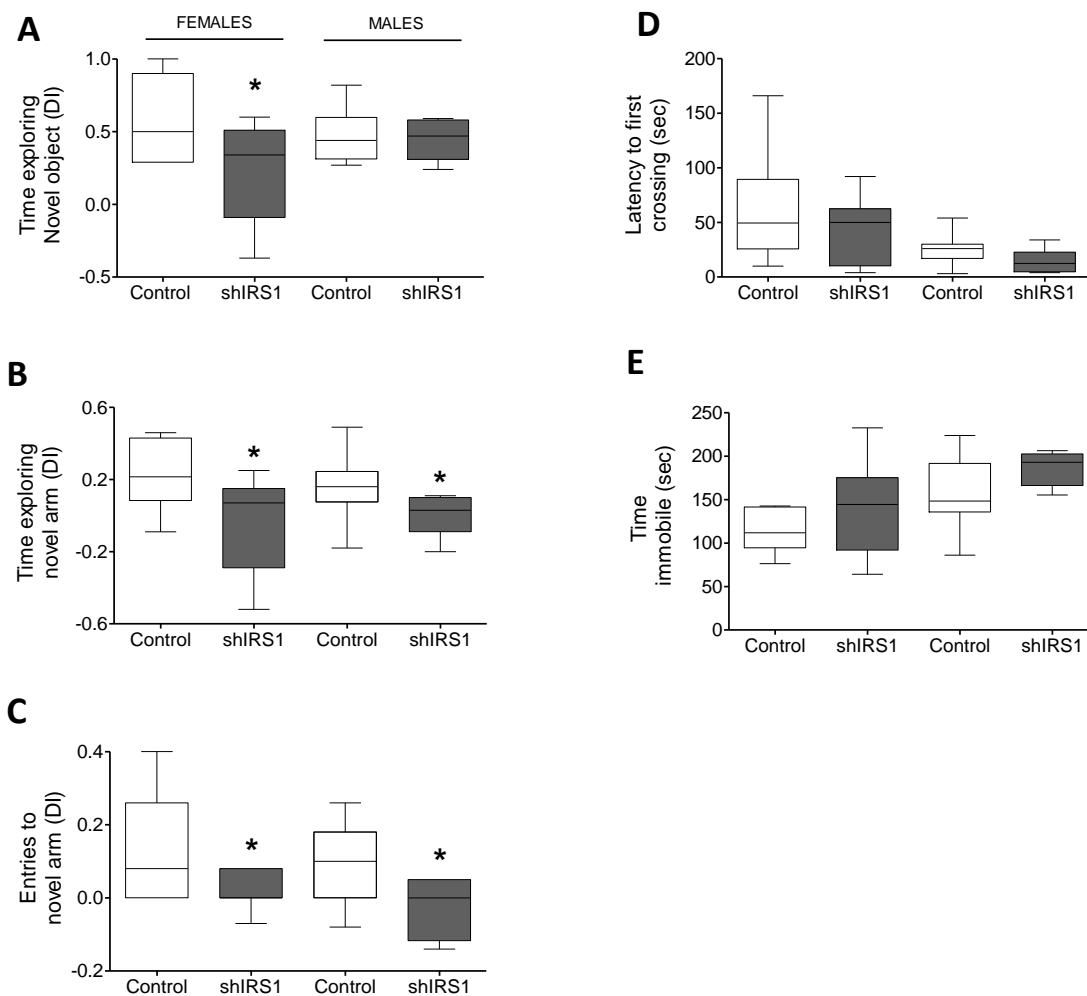 A
FEMALES
MALES
Time exploring
Novel object (DI)
1.0
0.5
0.0
-0.5
*
Control
shIRS1
Control
shIRS1
B
Time exploring
novel arm (DI)
0.6
0.2
-0.2
-0.6
*
*
Control
shIRS1
Control
shIRS1
C
Entries to
novel arm (DI)
0.4
0.2
0.0
-0.2
*
*
Control
shIRS1
Control
shIRS1
D
Latency to first
crossing (sec)
200
150
100
50
0
Control
shIRS1
Control
shIRS1
E
Time
immobile (sec)
250
200
150
100
50
0
Control
shIRS1
Control
shIRS1